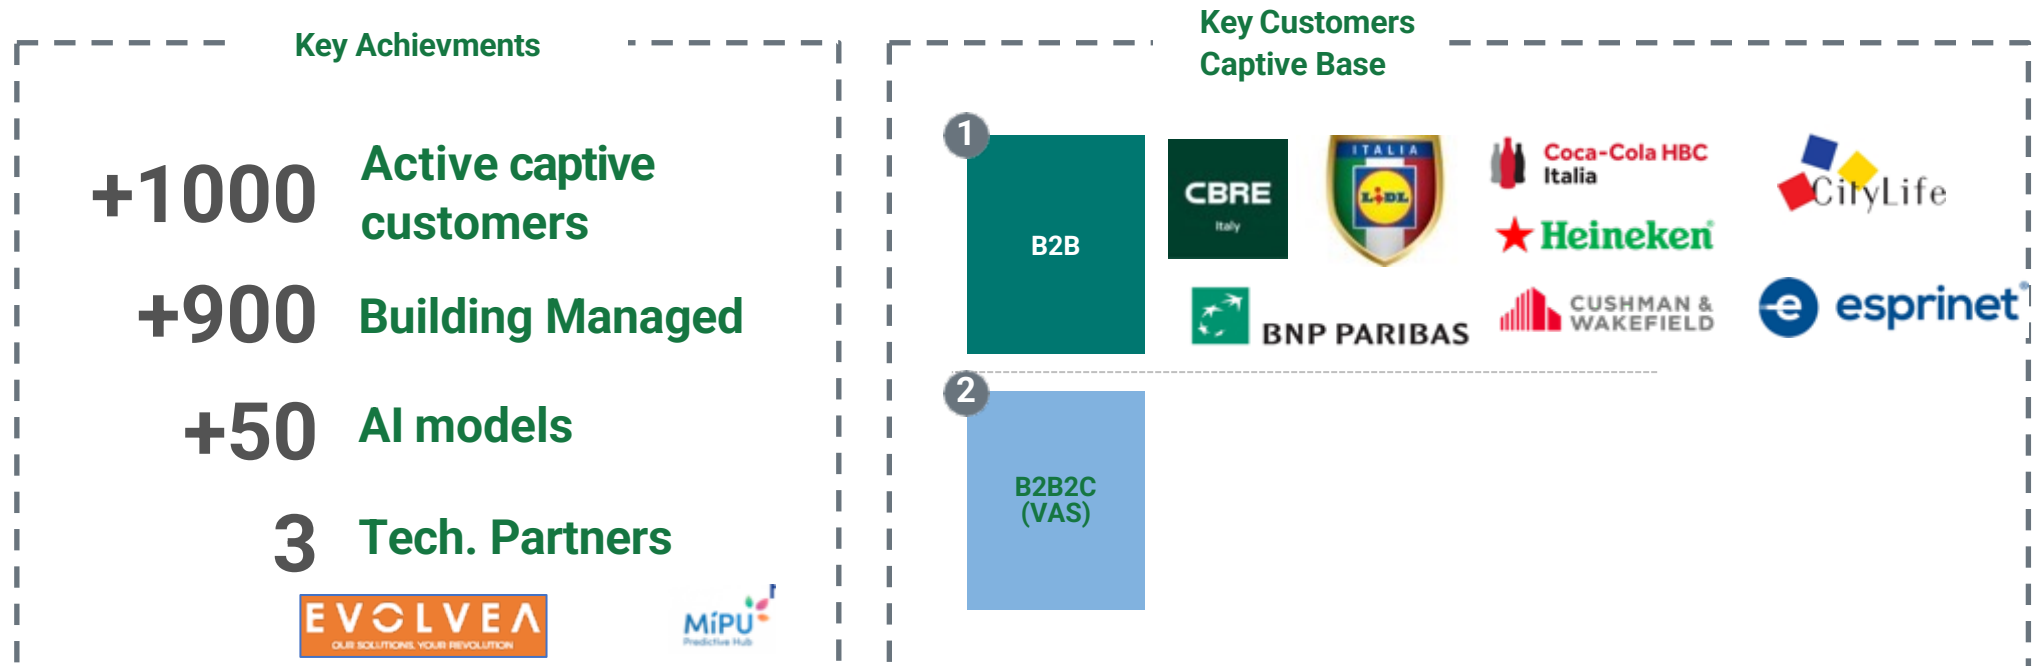 Key Achievments
+1000
Active captive
customers
+900
Building Managed
+50
AI models
3
Tech. Partners
EVOLVEA
OUR SOLUTIONS. YOUR REVOLUTION
MíPU
Predictive Hub
Key Customers
Captive Base
1
B2B
CBRE
Italy
ITALIA
LiDL
Coca-Cola HBC
Italia
Heineken
CityLife
BNP PARIBAS
CUSHMAN &
WAKEFIELD
e esprinet
2
B2B2C
(VAS)